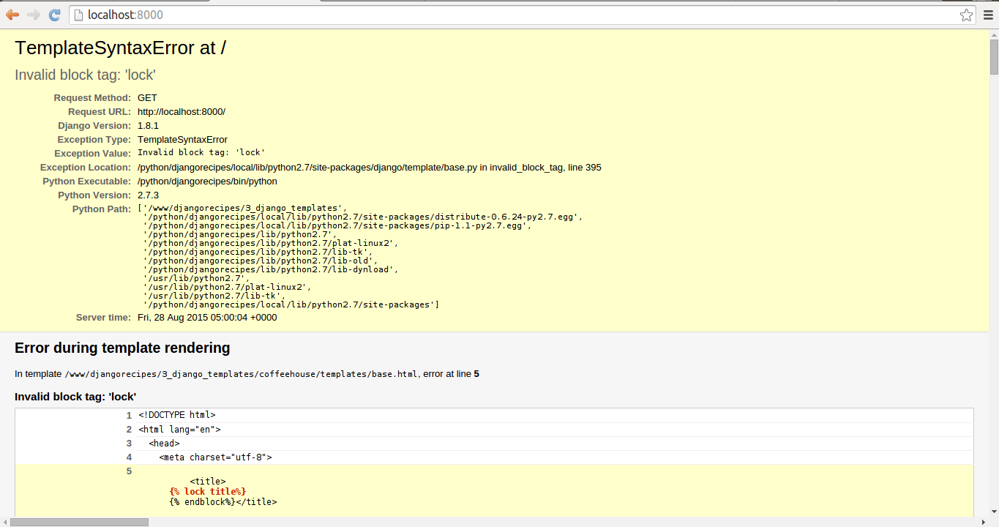 localhost:8000
TemplateSyntaxError at /
Invalid block tag: 'lock'
Request Method: GET
Request URL: http://localhost:8000/
Django Version: 1.8.1
Exception Type: TemplateSyntaxError
Exception Value: Invalid block tag: 'lock'
Exception Location: /python/djangorecipes/local/lib/python2.7/site-packages/django/template/base.py in invalid_block_tag, line 395
Python Executable: /python/djangorecipes/bin/python
Python Version: 2.7.3
Python Path: ['/www/djangorecipes/3_django_templates',
'/python/djangorecipes/local/lib/python2.7/site-packages/distribute-0.6.24-py2.7.egg',
'/python/djangorecipes/local/lib/python2.7/site-packages/pip-1.1-py2.7.egg',
'/python/djangorecipes/lib/python2.7',
'/python/djangorecipes/lib/python2.7/plat-linux2',
'/python/djangorecipes/lib/python2.7/lib-tk',
'/python/djangorecipes/lib/python2.7/lib-old',
'/python/djangorecipes/lib/python2.7/lib-dynload',
'/usr/lib/python2.7',
'/usr/lib/python2.7/plat-linux2',
'/usr/lib/python2.7/lib-tk',
'/python/djangorecipes/local/lib/python2.7/site-packages']
Server time: Fri, 28 Aug 2015 05:00:04 +0000
Error during template rendering
In template /www/djangorecipes/3_django_templates/coffeehouse/templates/base.html, error at line 5
Invalid block tag: 'lock'
1 <!DOCTYPE html>
2 <html lang="en">
3 <head>
4 <meta charset="utf-8">
5
<title>
{% lock title%}
{% endblock%}</title>